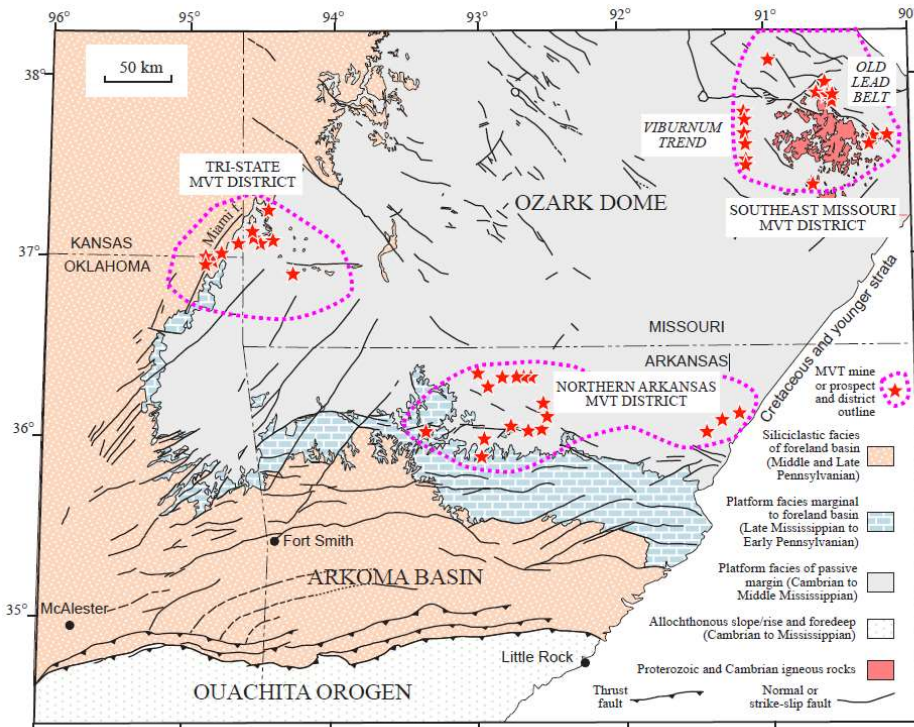 96° 95° 94° 93° 92° 91° 90°
38°
50 km
OLD
LEAD
BELT
VIBURNUM
TREND
TRI-STATE
MVT DISTRICT
OZARK DOME
SOUTHEAST MISSOURI
MVT DISTRICT
Miami f.
37°
KANSAS
OKLAHOMA
MISSOURI
ARKANSAS
Cretaceous and younger strata
NORTHERN ARKANSAS
MVT DISTRICT
36°
MVT mine
or prospect
and district
outline
Siliciclastic facies
of foreland basin
(Middle and Late
Pennsylvanian)
Platform facies marginal
to foreland basin
(Late Mississippian to
Early Pennsylvanian)
Fort Smith
ARKOMA BASIN
Platform facies of passive
margin (Cambrian to
Middle Mississippian)
McAlester
35°
Allochthonous slope/rise and foredeep
(Cambrian to Mississippian)
Little Rock
Proterozoic and Cambrian igneous rocks
OUACHITA OROGEN
Thrust
fault
Normal or
strike-slip fault